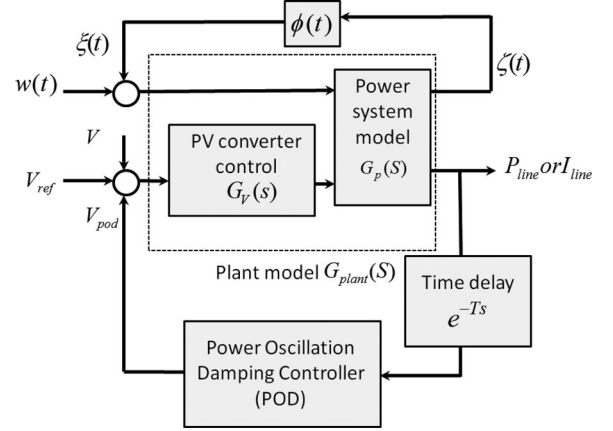 ϕ(t)
ξ(t)
ζ(t)
w(t)
Power
system
model
G_p(S)
V
PV converter
control
G_V(s)
V_ref
P_line or I_line
V_pod
Plant model G_plant(S)
Time delay
e^{-Ts}
Power Oscillation
Damping Controller
(POD)